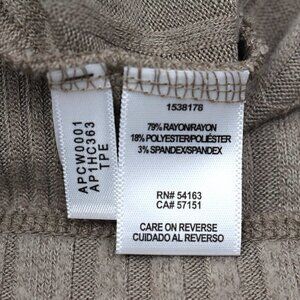 APCW0001
AP1HC363
TPE
1538178
79% RAYON/RAYON
18% POLYESTER/POLIÉSTER
3% SPANDEX/SPANDEX
RN# 54163
CA# 57151
CARE ON REVERSE
CUIDADO AL REVERSO